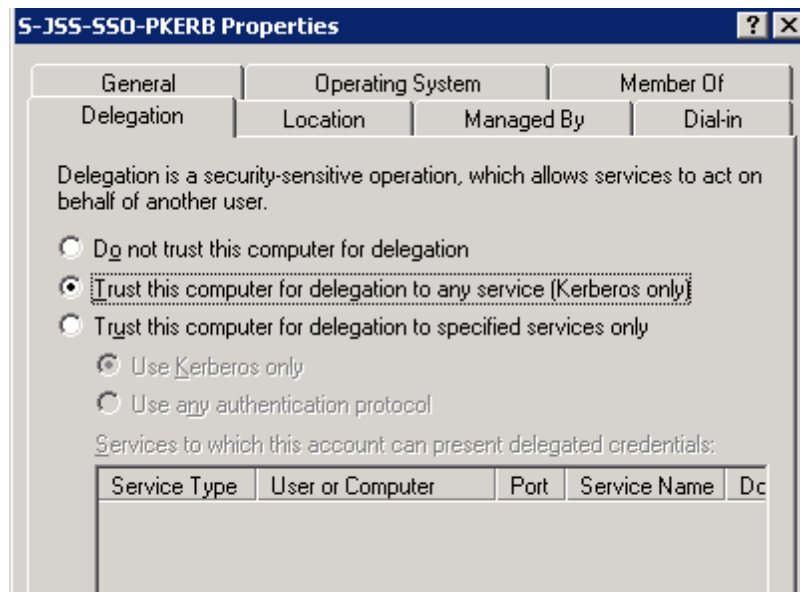 S-JSS-SSO-PKERB Properties
General Operating System Member Of
Delegation Location Managed By Dial-in
Delegation is a security-sensitive operation, which allows services to act on
behalf of another user.
Do not trust this computer for delegation
Trust this computer for delegation to any service (Kerberos only)
Trust this computer for delegation to specified services only
Use Kerberos only
Use any authentication protocol
Services to which this account can present delegated credentials:
Service Type User or Computer Port Service Name Dc